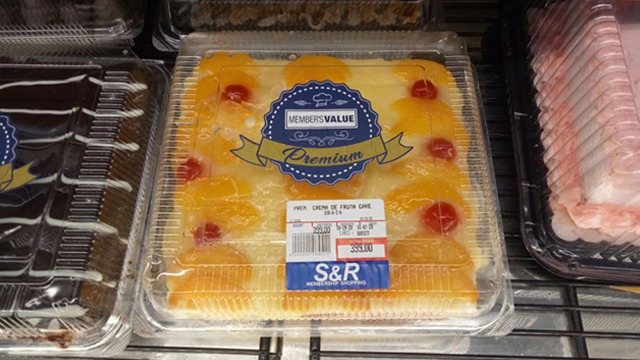 MEMBER'S VALUE
Premium
PREM. CREMA DE FRUTA CAKE
399.00
399.00
S&R
MEMBERSHIP SHOPPING